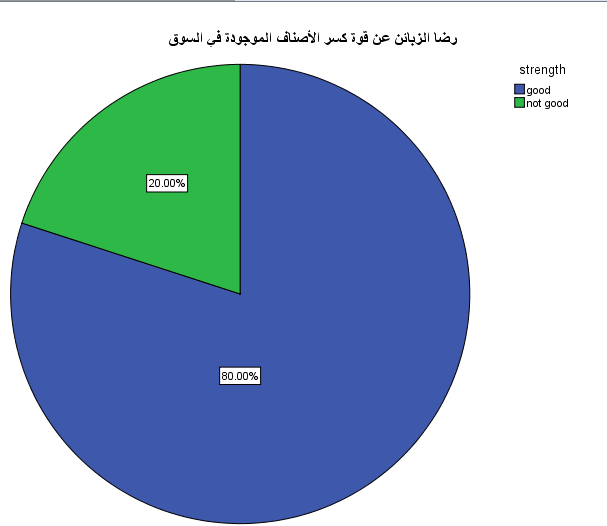 رضا الزبائن عن قوة كسر الأصناف الموجودة في السوق
strength
good
not good
20.00%
80.00%